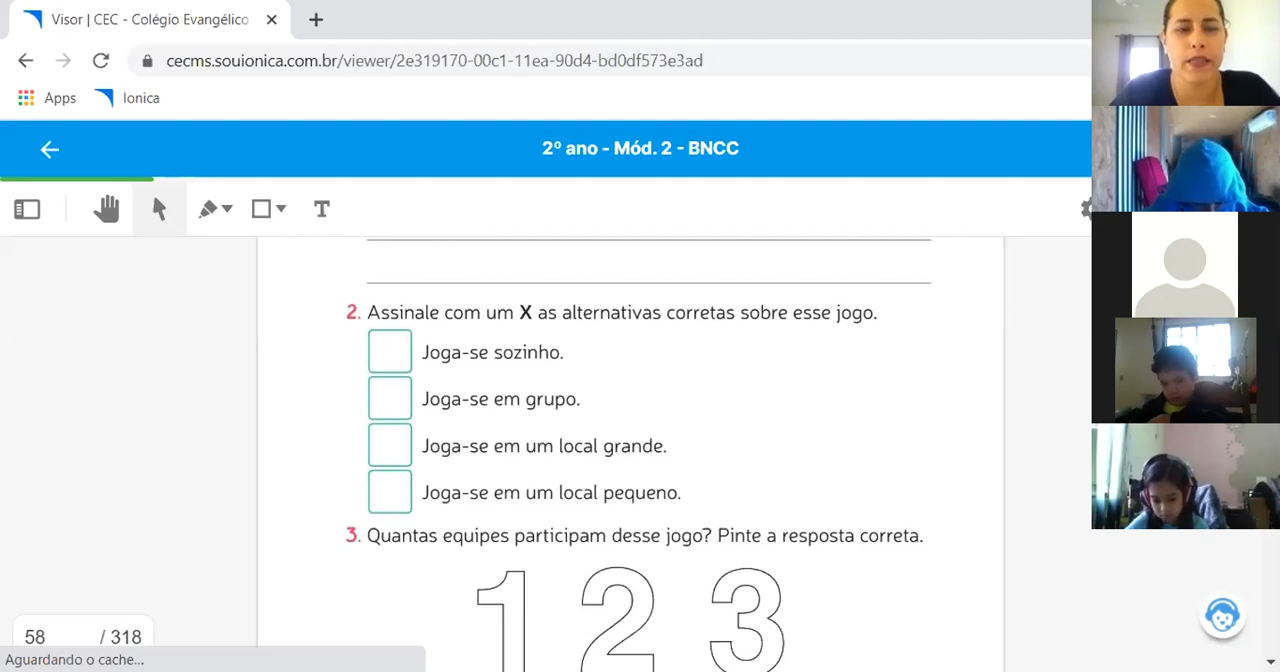 Visor | CEC - Colégio Evangélico
cecms.souionica.com.br/viewer/2e319170-00c1-11ea-90d4-bd0df573e3ad
Apps Ionica
2º ano - Mód. 2 - BNCC
T
2. Assinale com um X as alternativas corretas sobre esse jogo.
Joga-se sozinho.
Joga-se em grupo.
Joga-se em um local grande.
Joga-se em um local pequeno.
3. Quantas equipes participam desse jogo? Pinte a resposta correta.
1 2 3
58 / 318
Aguardando o cache...